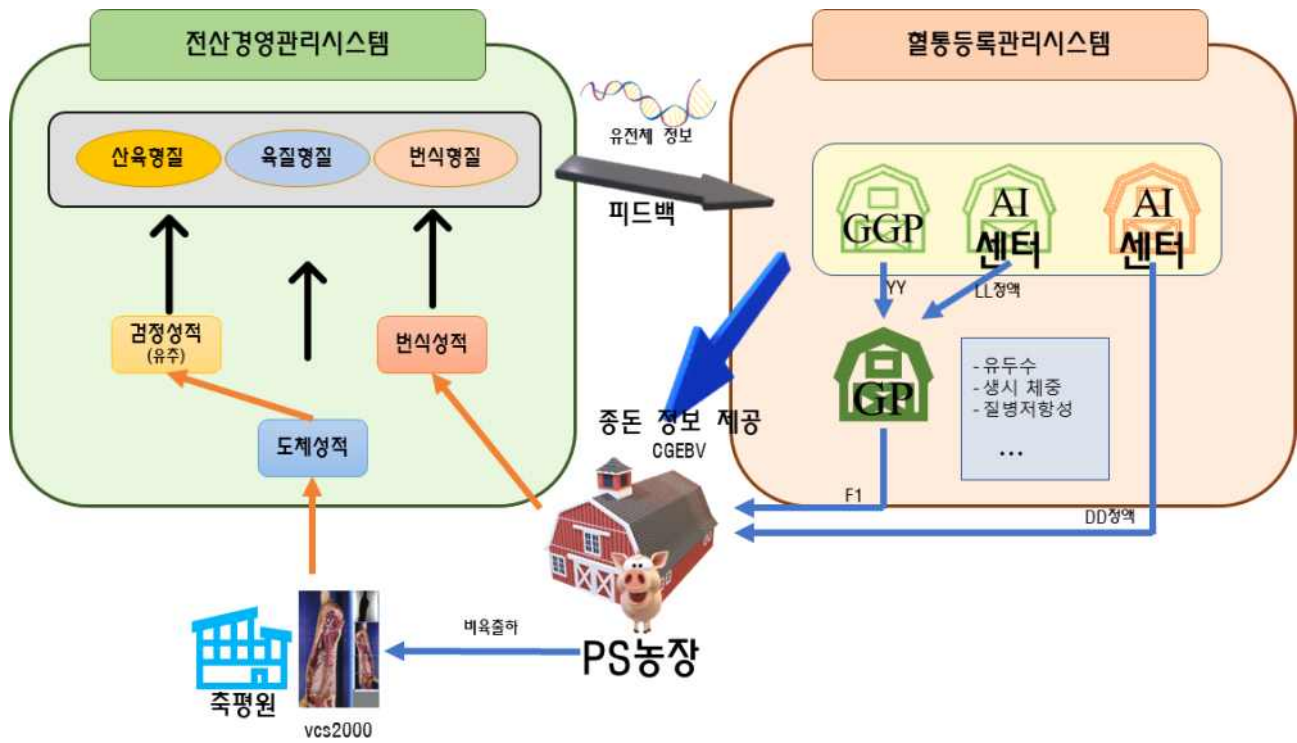 전산경영관리시스템
혈통등록관리시스템
산육형질
육질형질
번식형질
유전체 정보
피드백
GGP
AI
센터
AI
센터
YY
LL정액
검정성적
(유추)
번식성적
도체성적
GP
- 유두수
- 생시 체중
- 질병저항성
...
종돈 정보 제공
CGEBV
F1
DD정액
비육출하
PS농장
축평원
vcs2000